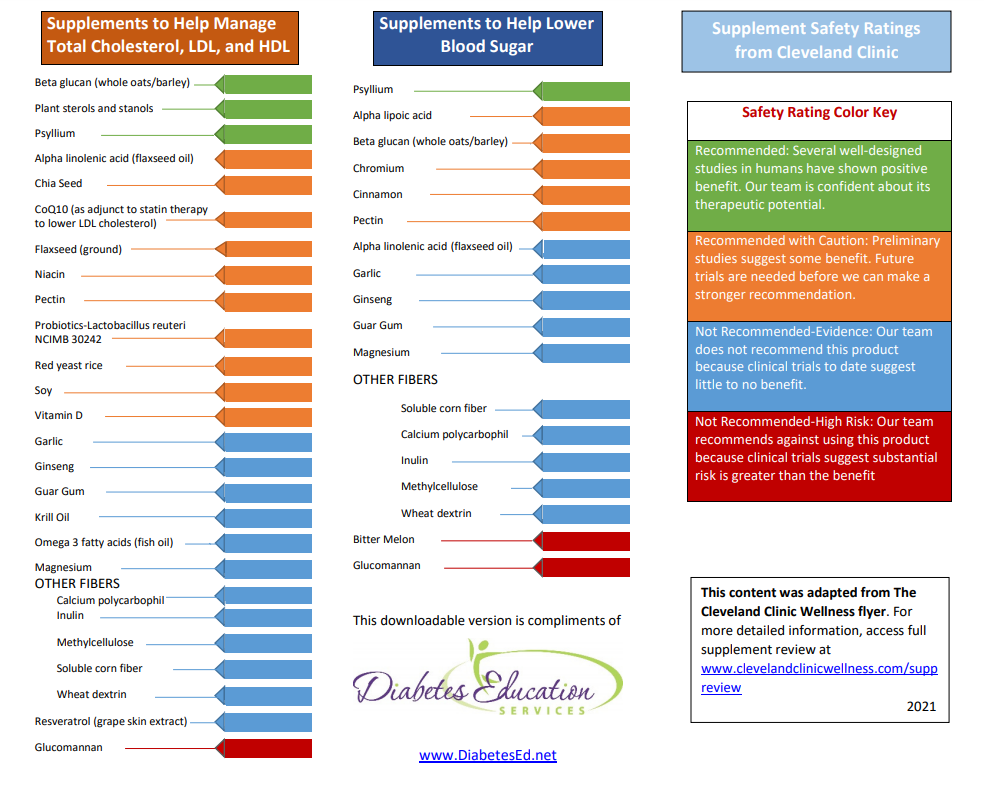 Supplements to Help Manage
Total Cholesterol, LDL, and HDL
Beta glucan (whole oats/barley)
Plant sterols and stanols
Psyllium
Alpha linolenic acid (flaxseed oil)
Chia Seed
CoQ10 (as adjunct to statin therapy
to lower LDL cholesterol)
Flaxseed (ground)
Niacin
Pectin
Probiotics-Lactobacillus reuteri
NCIMB 30242
Red yeast rice
Soy
Vitamin D
Garlic
Ginseng
Guar Gum
Krill Oil
Omega 3 fatty acids (fish oil)
Magnesium
OTHER FIBERS
Calcium polycarbophil
Inulin
Methylcellulose
Soluble corn fiber
Wheat dextrin
Resveratrol (grape skin extract)
Glucomannan
Supplements to Help Lower
Blood Sugar
Psyllium
Alpha lipoic acid
Beta glucan (whole oats/barley)
Chromium
Cinnamon
Pectin
Alpha linolenic acid (flaxseed oil)
Garlic
Ginseng
Guar Gum
Magnesium
OTHER FIBERS
Soluble corn fiber
Calcium polycarbophil
Inulin
Methylcellulose
Wheat dextrin
Bitter Melon
Glucomannan
This downloadable version is compliments of
Diabetes Education
SERVICES
www.DiabetesEd.net
Supplement Safety Ratings
from Cleveland Clinic
Safety Rating Color Key
Recommended: Several well-designed
studies in humans have shown positive
benefit. Our team is confident about its
therapeutic potential.
Recommended with Caution: Preliminary
studies suggest some benefit. Future
trials are needed before we can make a
stronger recommendation.
Not Recommended-Evidence: Our team
does not recommend this product
because clinical trials to date suggest
little to no benefit.
Not Recommended-High Risk: Our team
recommends against using this product
because clinical trials suggest substantial
risk is greater than the benefit
This content was adapted from The
Cleveland Clinic Wellness flyer. For
more detailed information, access full
supplement review at
www.clevelandclinicwellness.com/supp
review
2021